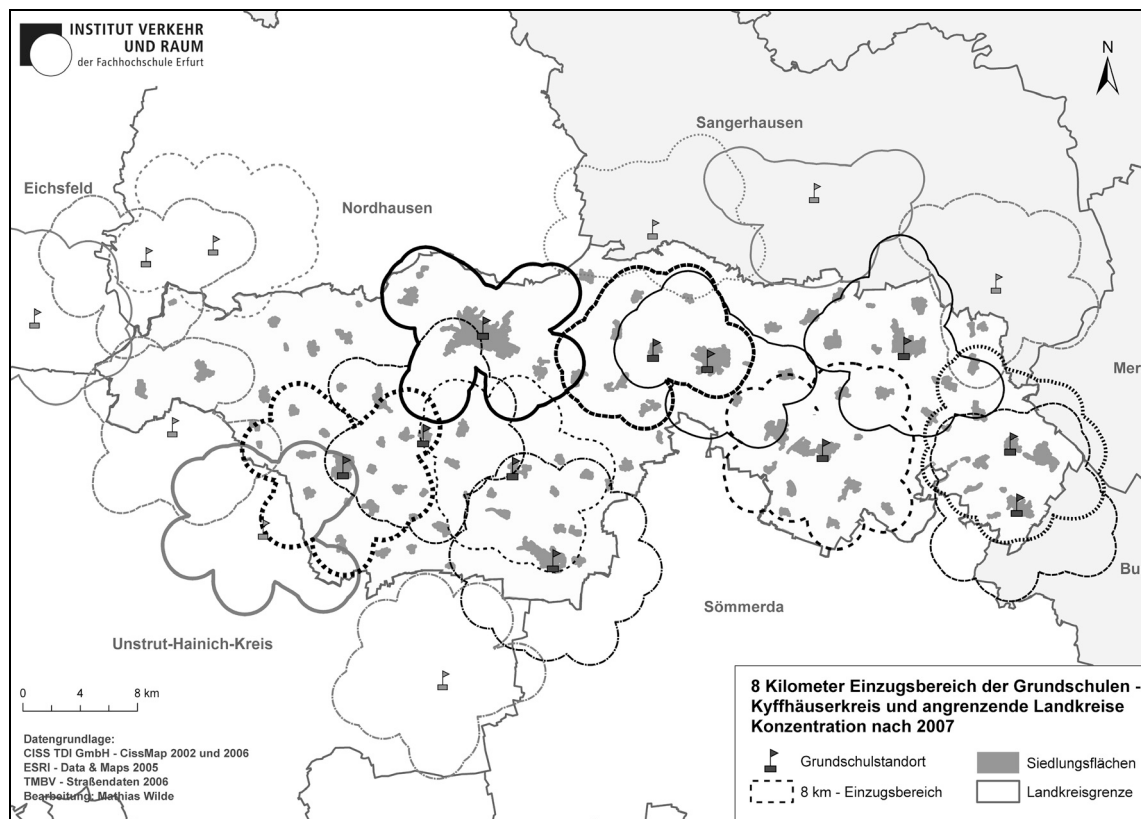 INSTITUT VERKEHR
UND RAUM
der Fachhochschule Erfurt
N
Sangerhausen
Eichsfeld
Nordhausen
Mer
Bu
Sömmerda
Unstrut-Hainich-Kreis
0 4 8 km
Datengrundlage:
CISS TDI GmbH - CissMap 2002 und 2006
ESRI - Data & Maps 2005
TMBV - Straßendaten 2006
Bearbeitung: Mathias Wilde
8 Kilometer Einzugsbereich der Grundschulen -
Kyffhäuserkreis und angrenzende Landkreise
Konzentration nach 2007
Grundschulstandort
Siedlungsflächen
8 km - Einzugsbereich
Landkreisgrenze